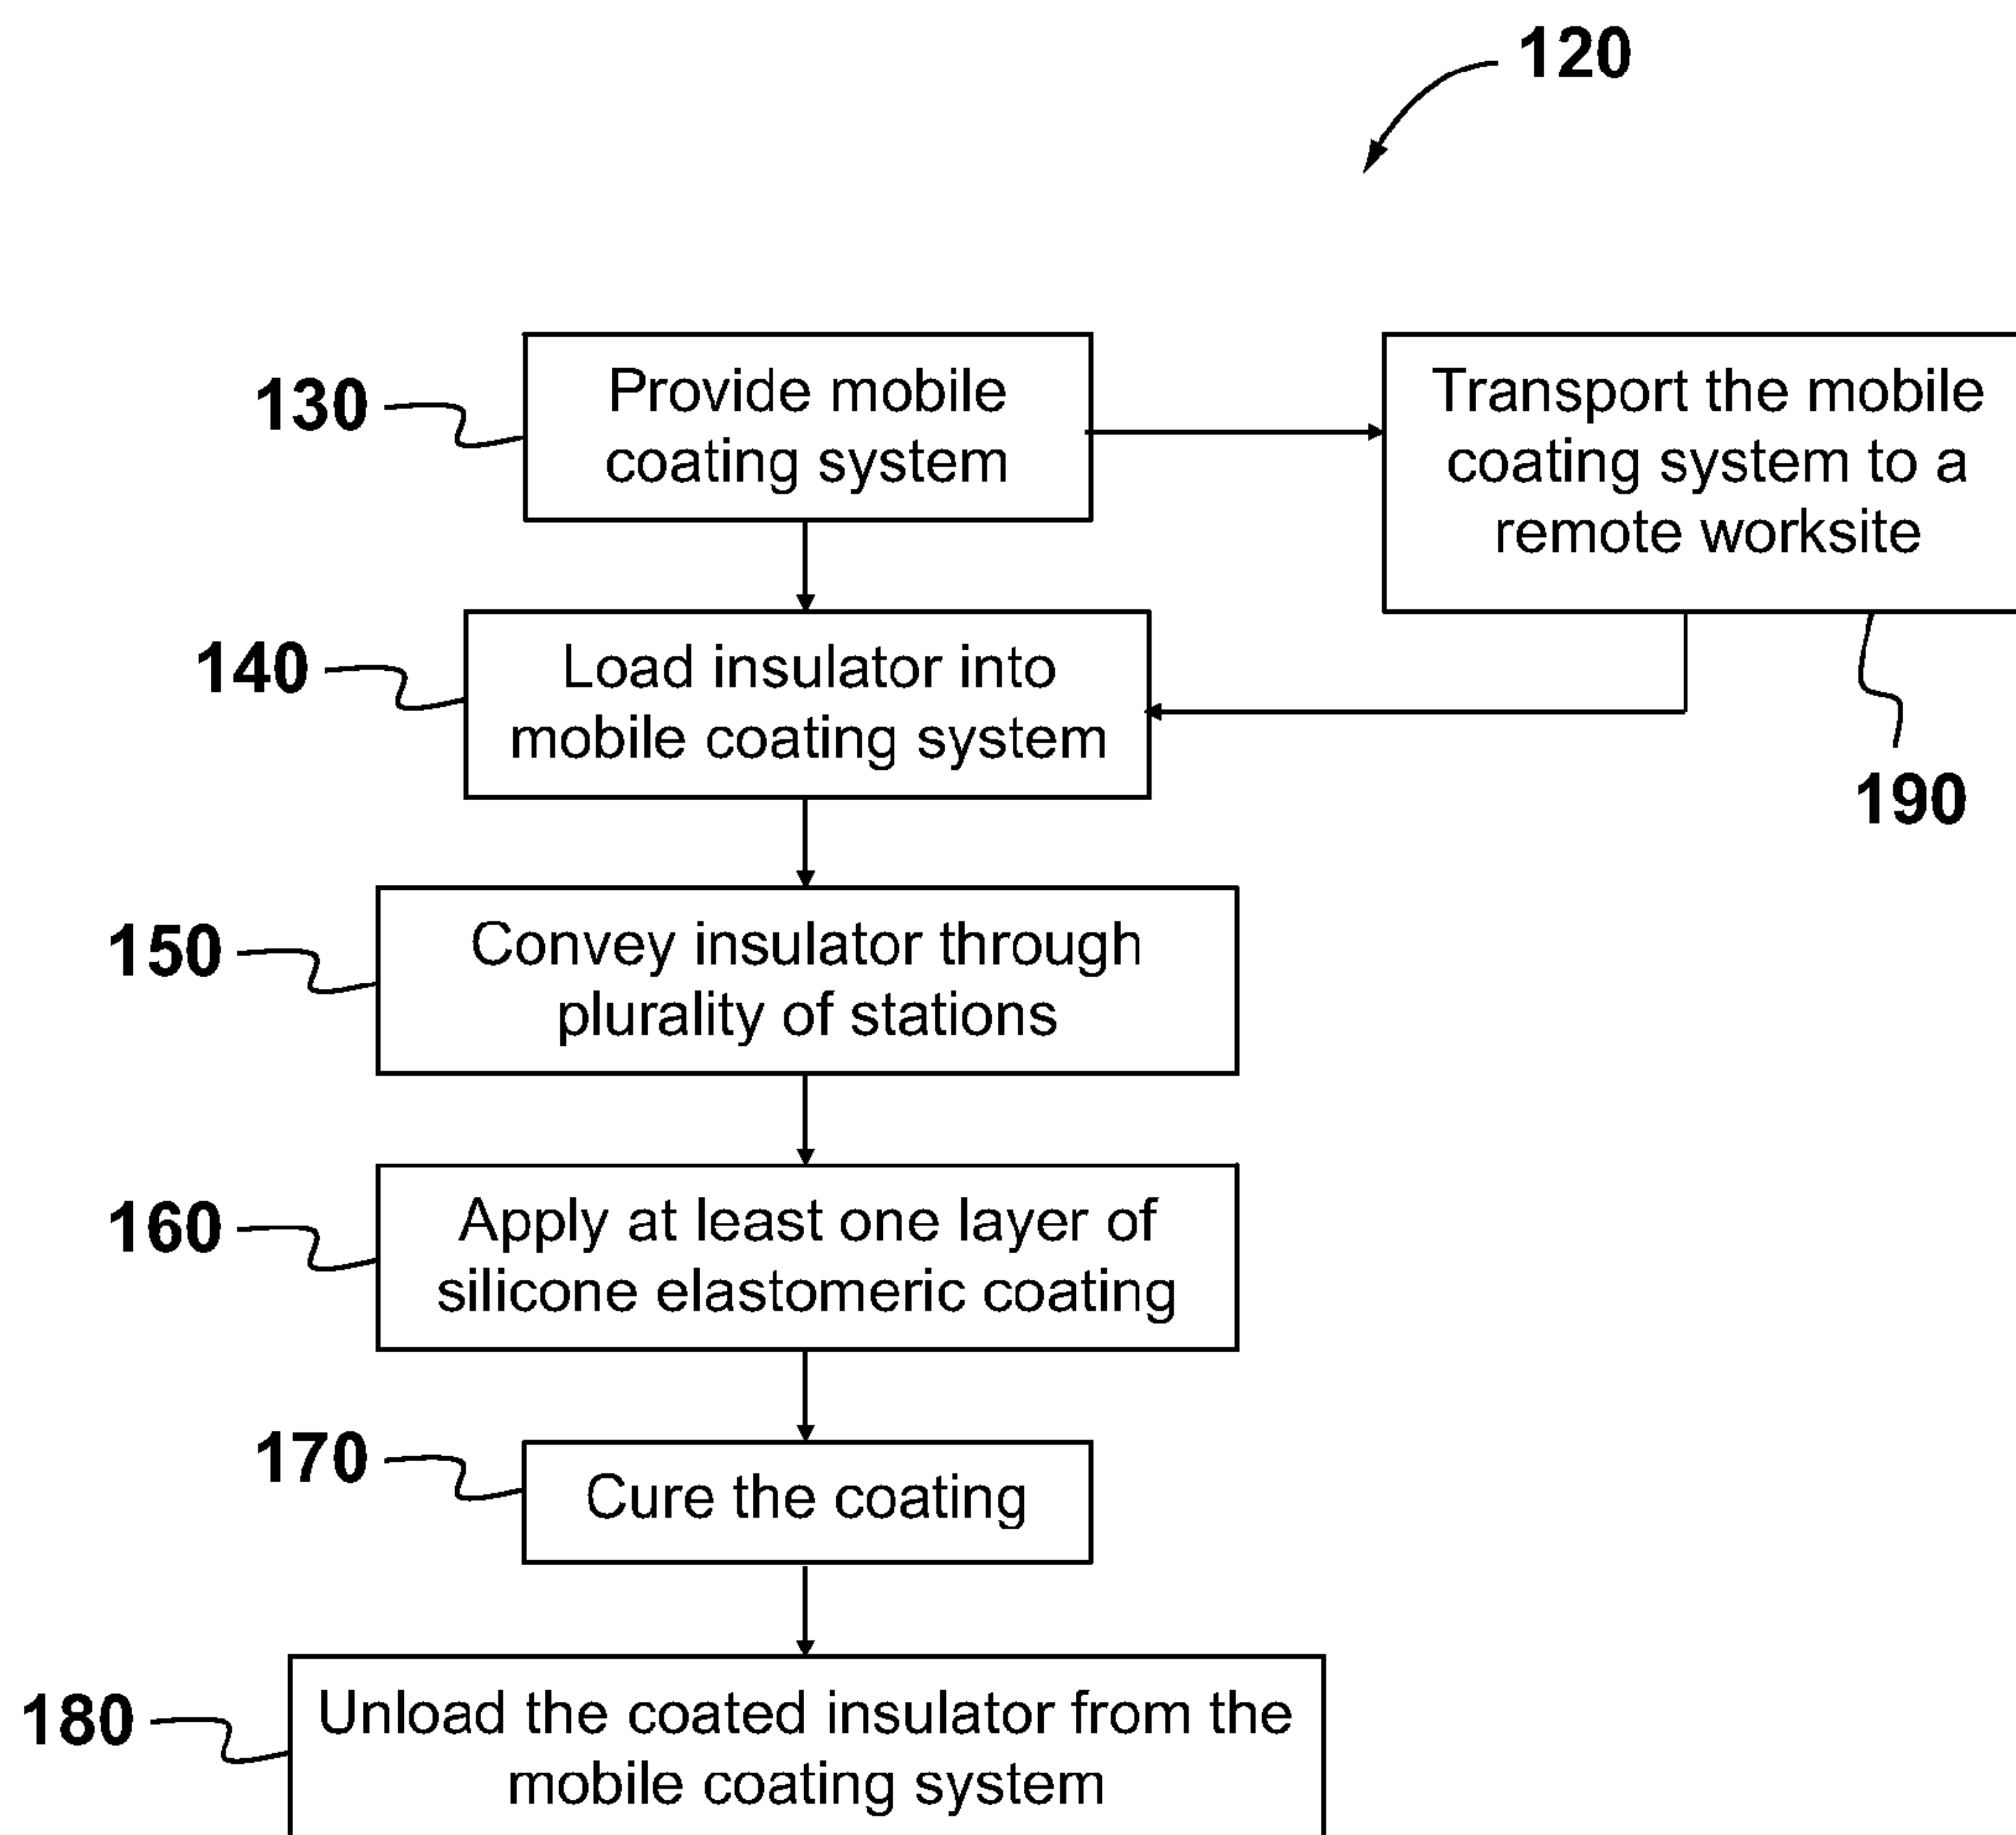 120
130
Provide mobile
coating system
Transport the mobile
coating system to a
remote worksite
190
140
Load insulator into
mobile coating system
150
Convey insulator through
plurality of stations
160
Apply at least one layer of
silicone elastomeric coating
170
Cure the coating
180
Unload the coated insulator from the
mobile coating system